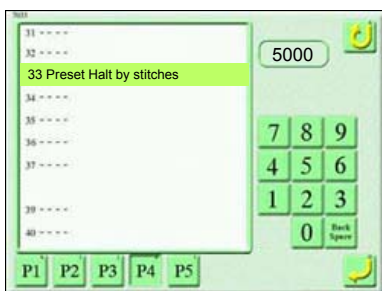 31 ----
32 ----
5000
33 Preset Halt by stitches
34 ----
35 ----
36 ----
37 ----
39 ----
40 ----
7 8 9
4 5 6
1 2 3
0 Back Space
P1 P2 P3 P4 P5